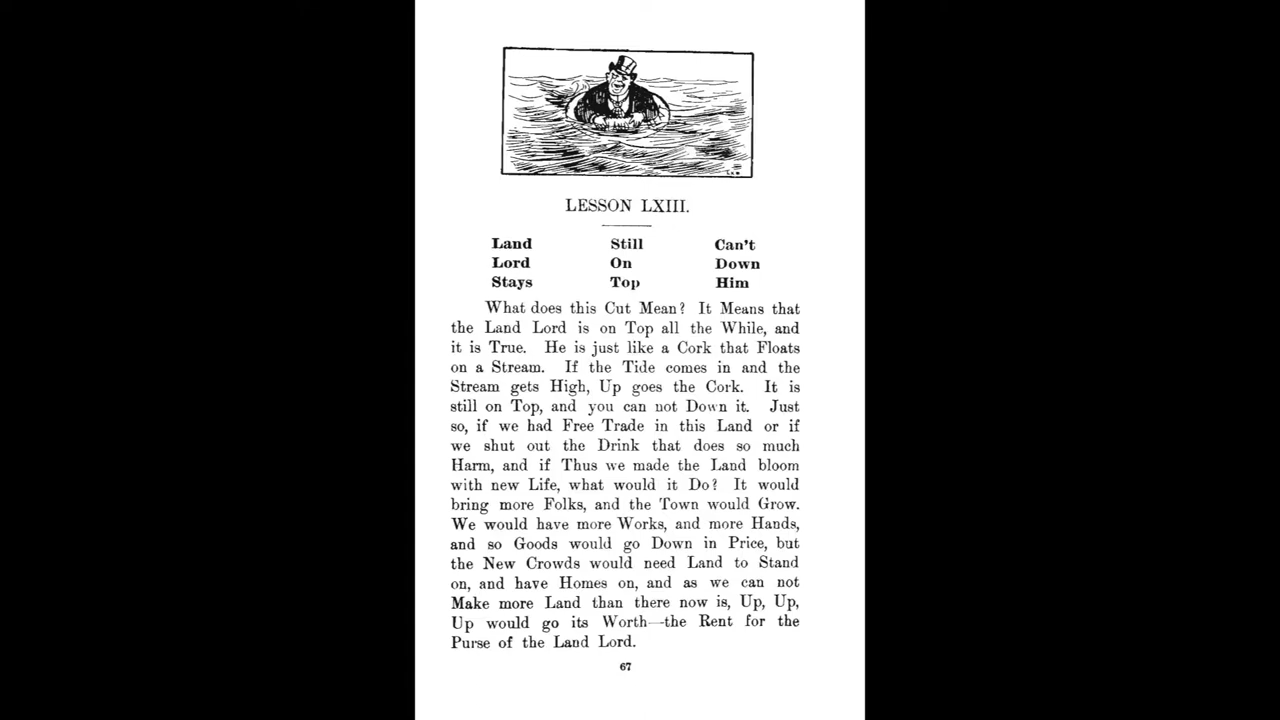 LESSON LXIII.
Land Still Can't
Lord On Down
Stays Top Him
What does this Cut Mean? It Means that
the Land Lord is on Top all the While, and
it is True. He is just like a Cork that Floats
on a Stream. If the Tide comes in and the
Stream gets High, Up goes the Cork. It is
still on Top, and you can not Down it. Just
so, if we had Free Trade in this Land or if
we shut out the Drink that does so much
Harm, and if Thus we made the Land bloom
with new Life, what would it Do? It would
bring more Folks, and the Town would Grow.
We would have more Works, and more Hands,
and so Goods would go Down in Price, but
the New Crowds would need Land to Stand
on, and have Homes on, and as we can not
Make more Land than there now is, Up, Up,
Up would go its Worth—the Rent for the
Purse of the Land Lord.
67